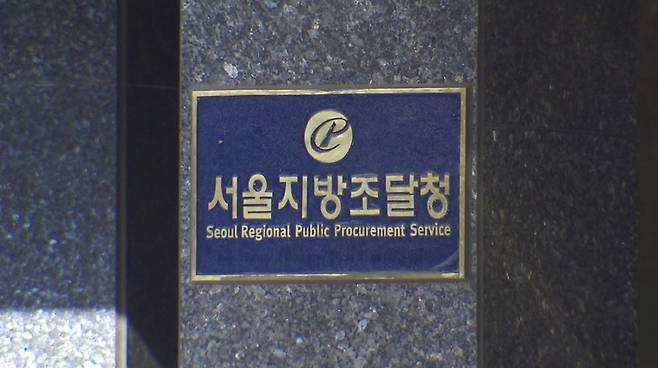 서울지방조달청
Seoul Regional Public Procurement Service